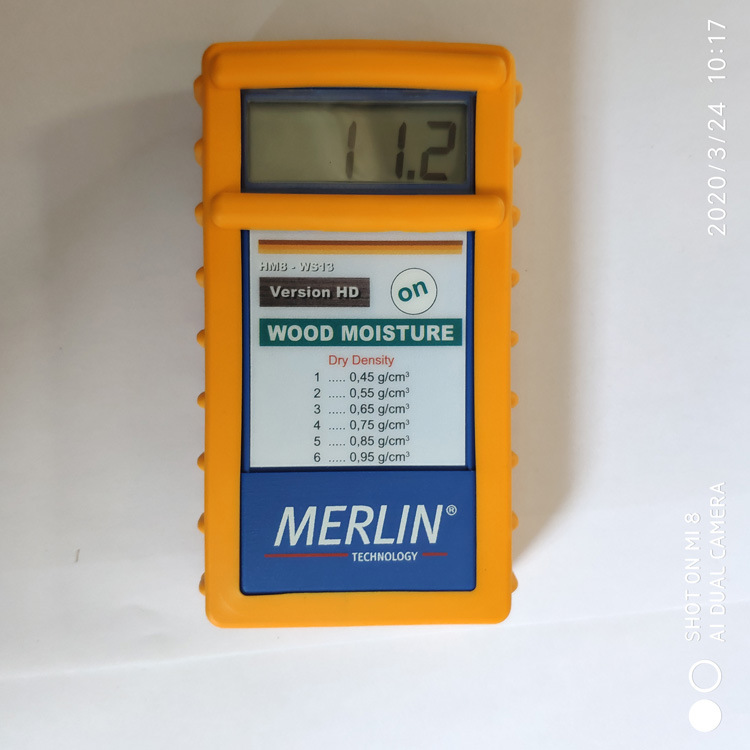 11.2
HM8 - WS13
Version HD
on
WOOD MOISTURE
Dry Density
1 ..... 0,45 g/cm³
2 ..... 0,55 g/cm³
3 ..... 0,65 g/cm³
4 ..... 0,75 g/cm³
5 ..... 0,85 g/cm³
6 ..... 0,95 g/cm³
MERLIN®
TECHNOLOGY
2020/3/24 10:17
SHOT ON MI 8
AI DUAL CAMERA